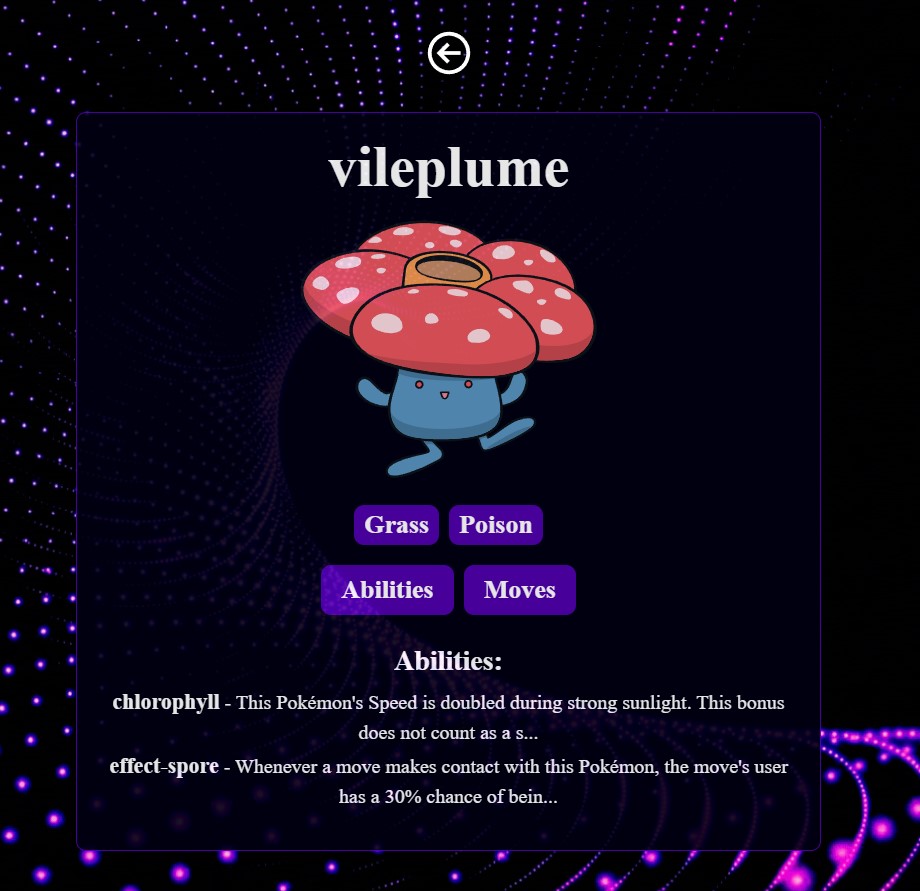 vileplume
Grass Poison
Abilities Moves
Abilities:
chlorophyll - This Pokémon's Speed is doubled during strong sunlight. This bonus
does not count as a s...
effect-spore - Whenever a move makes contact with this Pokémon, the move's user
has a 30% chance of bein...